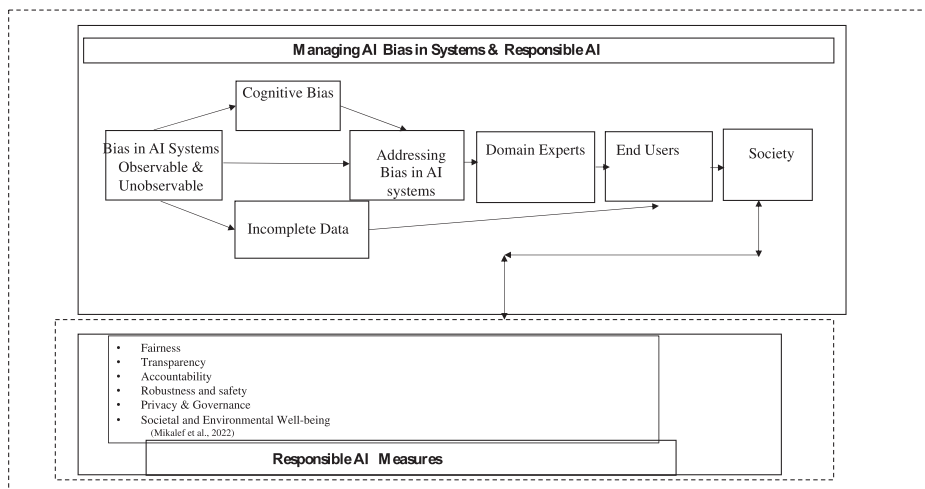 Managing AI Bias in Systems & Responsible AI
Cognitive Bias
Bias in AI Systems
Observable &
Unobservable
Addressing
Bias in AI
systems
Domain Experts
End Users
Society
Incomplete Data
• Fairness
• Transparency
• Accountability
• Robustness and safety
• Privacy & Governance
• Societal and Environmental Well-being
(Mikalef et al., 2022)
Responsible AI Measures